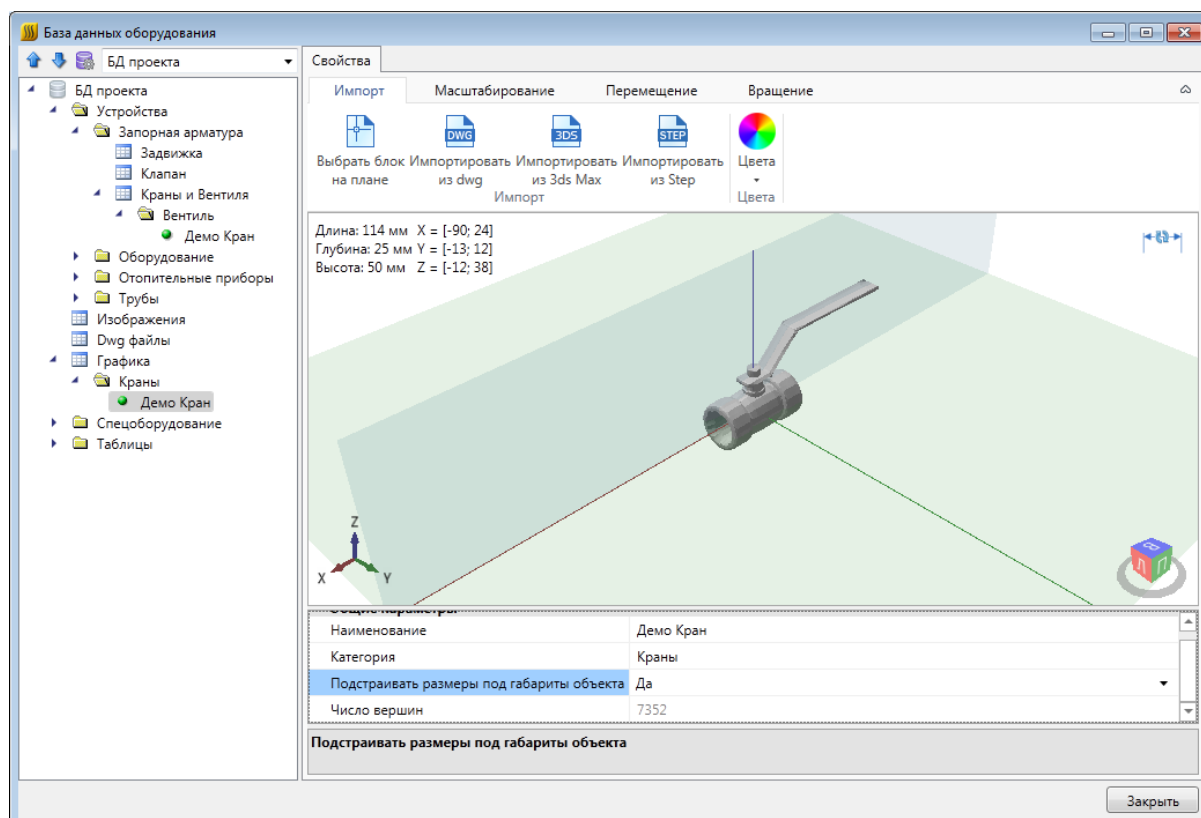 База данных оборудования
БД проекта
Свойства
БД проекта
Устройства
Запорная арматура
Задвижка
Клапан
Краны и Вентиля
Вентиль
Демо Кран
Оборудование
Отопительные приборы
Трубы
Изображения
Dwg файлы
Графика
Краны
Демо Кран
Спецоборудование
Таблицы
Импорт Масштабирование Перемещение Вращение
DWG 3DS STEP
Выбрать блок Импортировать Импортировать Импортировать Цвета
на плане из dwg из 3ds Max из Step
Импорт Цвета
Длина: 114 мм X = [-90; 24]
Глубина: 25 мм Y = [-13; 12]
Высота: 50 мм Z = [-12; 38]
Z
X Y
В
Л П
Общие параметры
Наименование Демо Кран
Категория Краны
Подстраивать размеры под габариты объекта Да
Число вершин 7352
Подстраивать размеры под габариты объекта
Закрыть